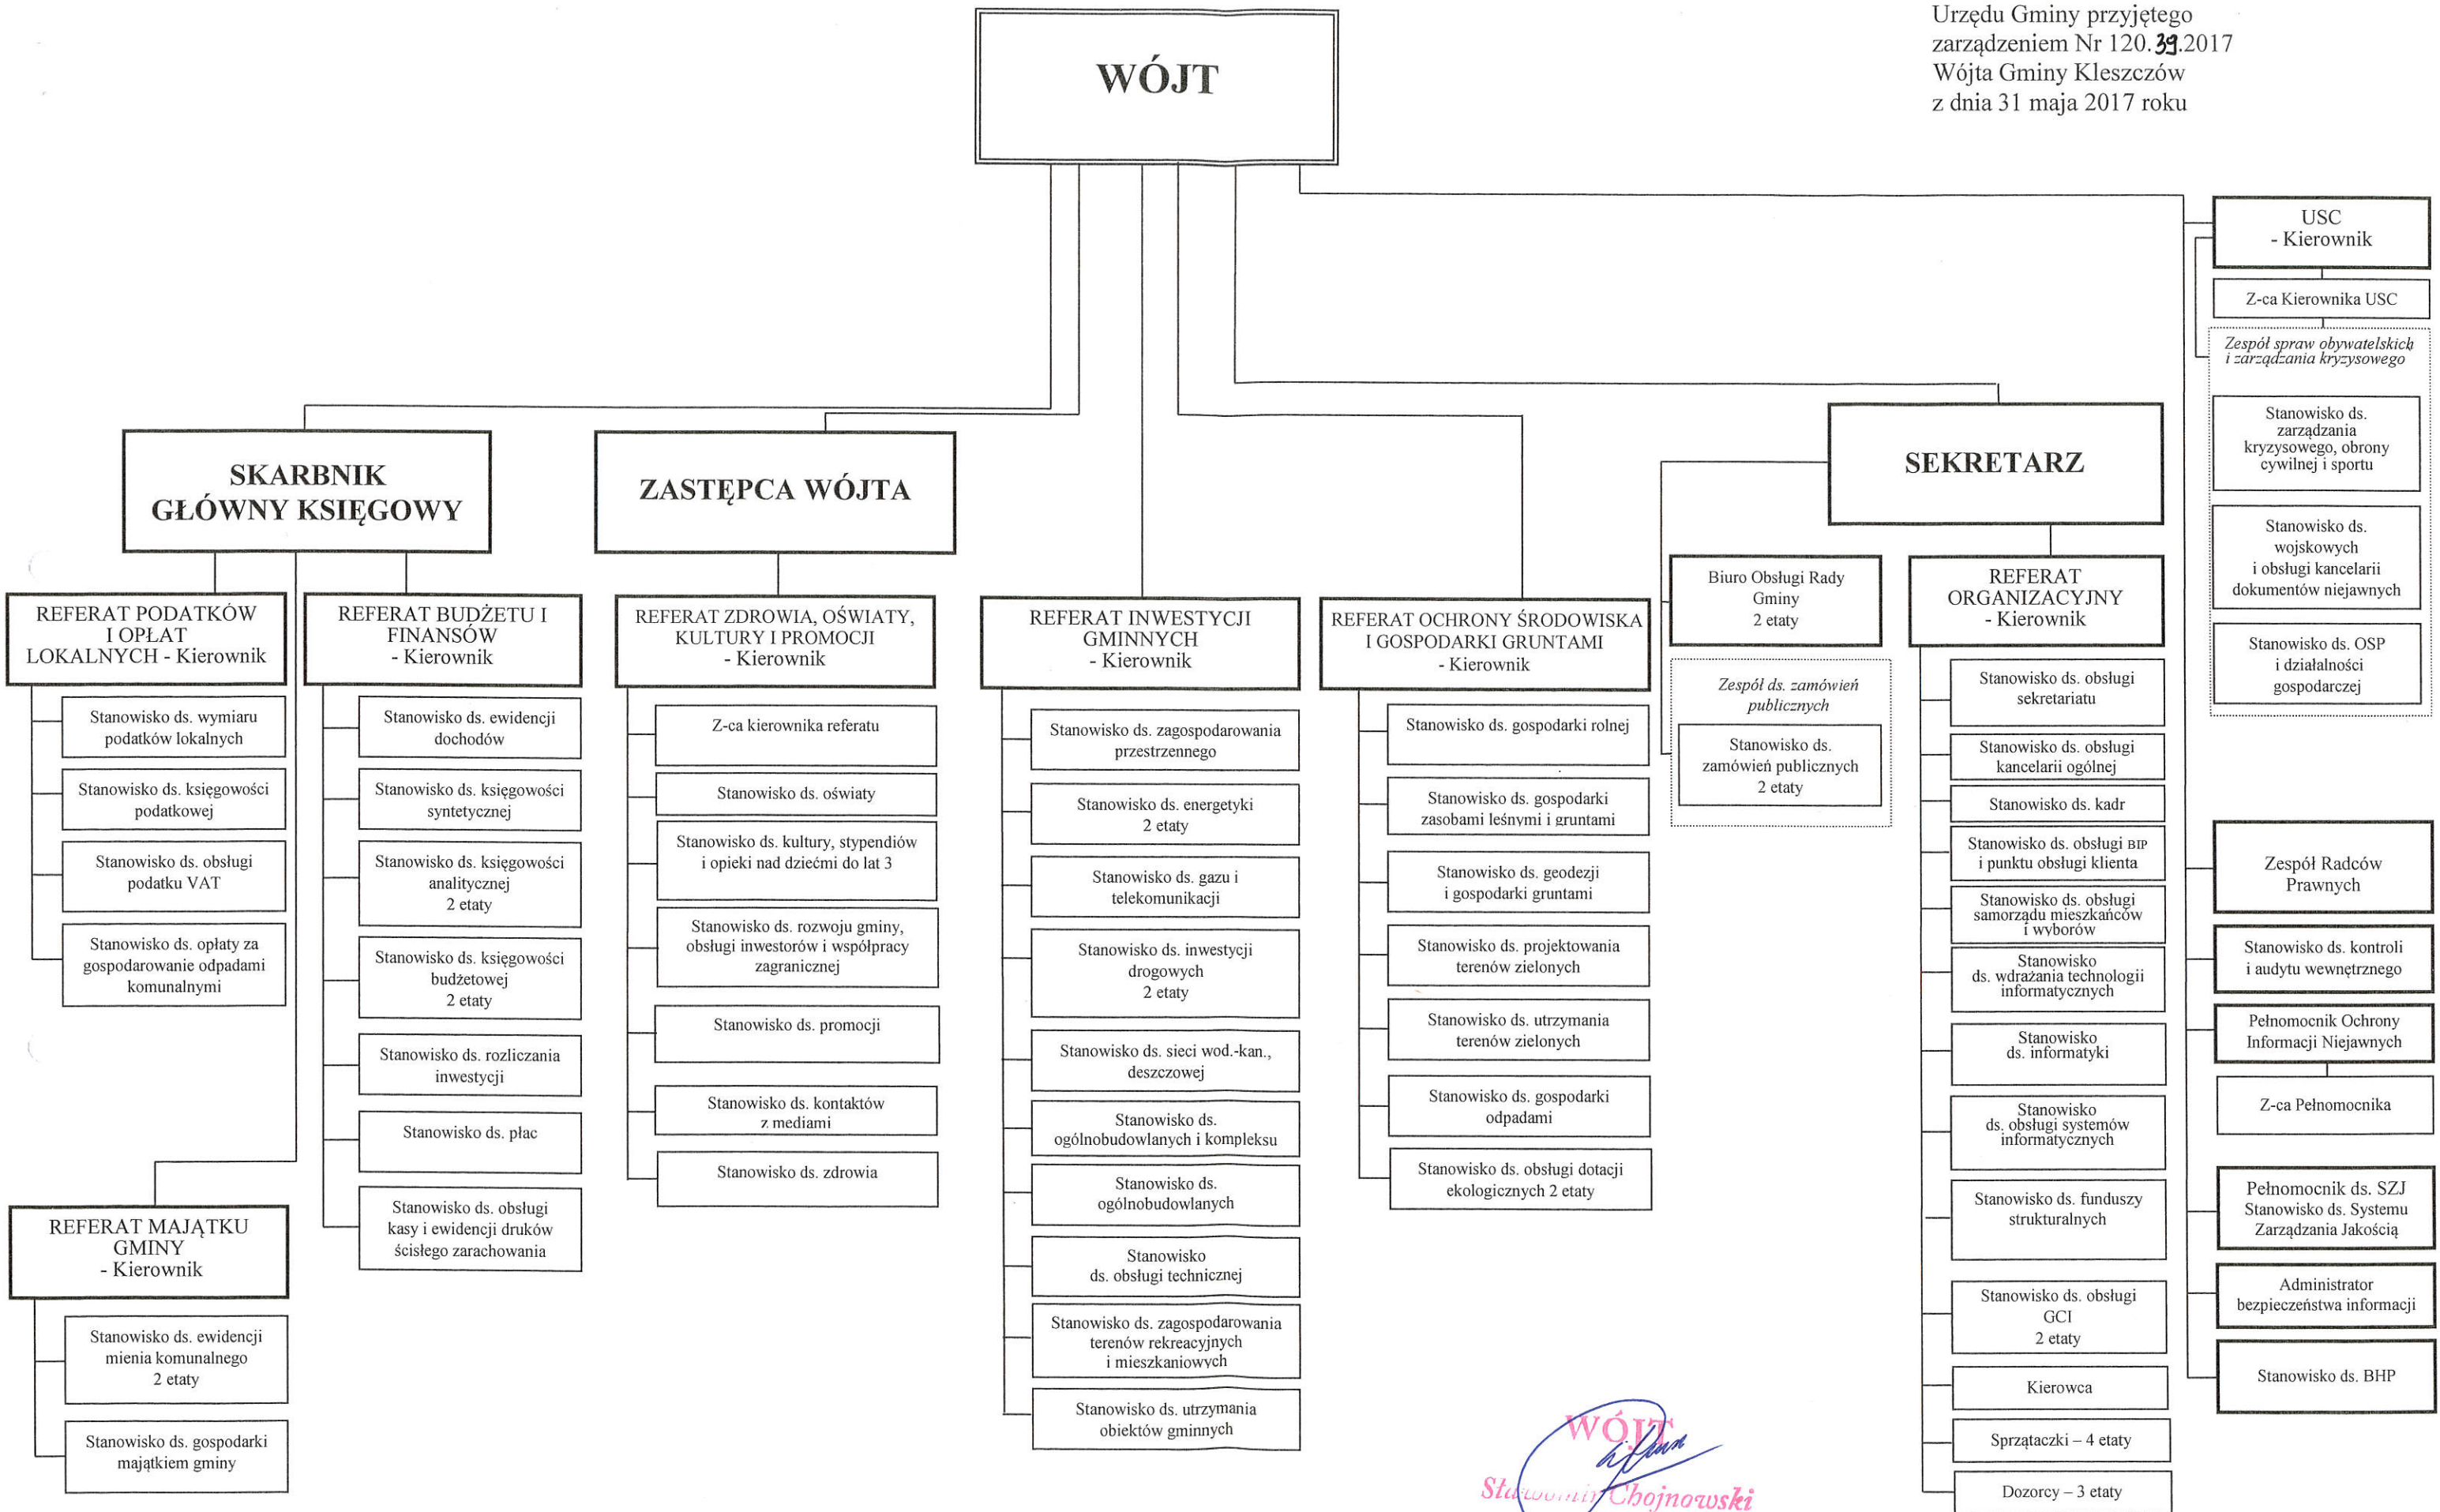 Urzędu Gminy przyjętego
zarządzeniem Nr 120.39.2017
Wójta Gminy Kleszczów
z dnia 31 maja 2017 roku
WÓJT
USC
- Kierownik
Z-ca Kierownika USC
Zespół spraw obywatelskich
i zarządzania kryzysowego
Stanowisko ds.
zarządzania
kryzysowego, obrony
cywilnej i sportu
Stanowisko ds.
wojskowych
i obsługi kancelarii
dokumentów niejawnych
Stanowisko ds. OSP
i działalności
gospodarczej
SKARBNIK
GŁÓWNY KSIĘGOWY
ZASTĘPCA WÓJTA
SEKRETARZ
REFERAT PODATKÓW
I OPŁAT
LOKALNYCH - Kierownik
Stanowisko ds. wymiaru
podatków lokalnych
Stanowisko ds. księgowości
podatkowej
Stanowisko ds. obsługi
podatku VAT
Stanowisko ds. opłaty za
gospodarowanie odpadami
komunalnymi
REFERAT MAJĄTKU
GMINY
- Kierownik
Stanowisko ds. ewidencji
mienia komunalnego
2 etaty
Stanowisko ds. gospodarki
majątkiem gminy
REFERAT BUDŻETU I
FINANSÓW
- Kierownik
Stanowisko ds. ewidencji
dochodów
Stanowisko ds. księgowości
syntetycznej
Stanowisko ds. księgowości
analitycznej
2 etaty
Stanowisko ds. księgowości
budżetowej
2 etaty
Stanowisko ds. rozliczania
inwestycji
Stanowisko ds. płac
Stanowisko ds. obsługi
kasy i ewidencji druków
ścisłego zarachowania
REFERAT ZDROWIA, OŚWIATY,
KULTURY I PROMOCJI
- Kierownik
Z-ca kierownika referatu
Stanowisko ds. oświaty
Stanowisko ds. kultury, stypendiów
i opieki nad dziećmi do lat 3
Stanowisko ds. rozwoju gminy,
obsługi inwestorów i współpracy
zagranicznej
Stanowisko ds. promocji
Stanowisko ds. kontaktów
z mediami
Stanowisko ds. zdrowia
REFERAT INWESTYCJI
GMINNYCH
- Kierownik
Stanowisko ds. zagospodarowania
przestrzennego
Stanowisko ds. energetyki
2 etaty
Stanowisko ds. gazu i
telekomunikacji
Stanowisko ds. inwestycji
drogowych
2 etaty
Stanowisko ds. sieci wod.-kan.,
deszczowej
Stanowisko ds.
ogólnobudowlanych i kompleksu
Stanowisko ds.
ogólnobudowlanych
Stanowisko
ds. obsługi technicznej
Stanowisko ds. zagospodarowania
terenów rekreacyjnych
i mieszkaniowych
Stanowisko ds. utrzymania
obiektów gminnych
REFERAT OCHRONY ŚRODOWISKA
I GOSPODARKI GRUNTAMI
- Kierownik
Stanowisko ds. gospodarki rolnej
Stanowisko ds. gospodarki
zasobami leśnymi i gruntami
Stanowisko ds. geodezji
i gospodarki gruntami
Stanowisko ds. projektowania
terenów zielonych
Stanowisko ds. utrzymania
terenów zielonych
Stanowisko ds. gospodarki
odpadami
Stanowisko ds. obsługi dotacji
ekologicznych 2 etaty
Biuro Obsługi Rady
Gminy
2 etaty
Zespół ds. zamówień
publicznych
Stanowisko ds.
zamówień publicznych
2 etaty
REFERAT
ORGANIZACYJNY
- Kierownik
Stanowisko ds. obsługi
sekretariatu
Stanowisko ds. obsługi
kancelarii ogólnej
Stanowisko ds. kadr
Stanowisko ds. obsługi BIP
i punktu obsługi klienta
Stanowisko ds. obsługi
samorządu mieszkańców
i wyborów
Stanowisko
ds. wdrażania technologii
informatycznych
Stanowisko
ds. informatyki
Stanowisko
ds. obsługi systemów
informatycznych
Stanowisko ds. funduszy
strukturalnych
Stanowisko ds. obsługi
GCI
2 etaty
Kierowca
Sprzątaczki – 4 etaty
Dozorcy – 3 etaty
Zespół Radców
Prawnych
Stanowisko ds. kontroli
i audytu wewnętrznego
Pełnomocnik Ochrony
Informacji Niejawnych
Z-ca Pełnomocnika
Pełnomocnik ds. SZJ
Stanowisko ds. Systemu
Zarządzania Jakością
Administrator
bezpieczeństwa informacji
Stanowisko ds. BHP
WÓJT
Sławomir Chojnowski